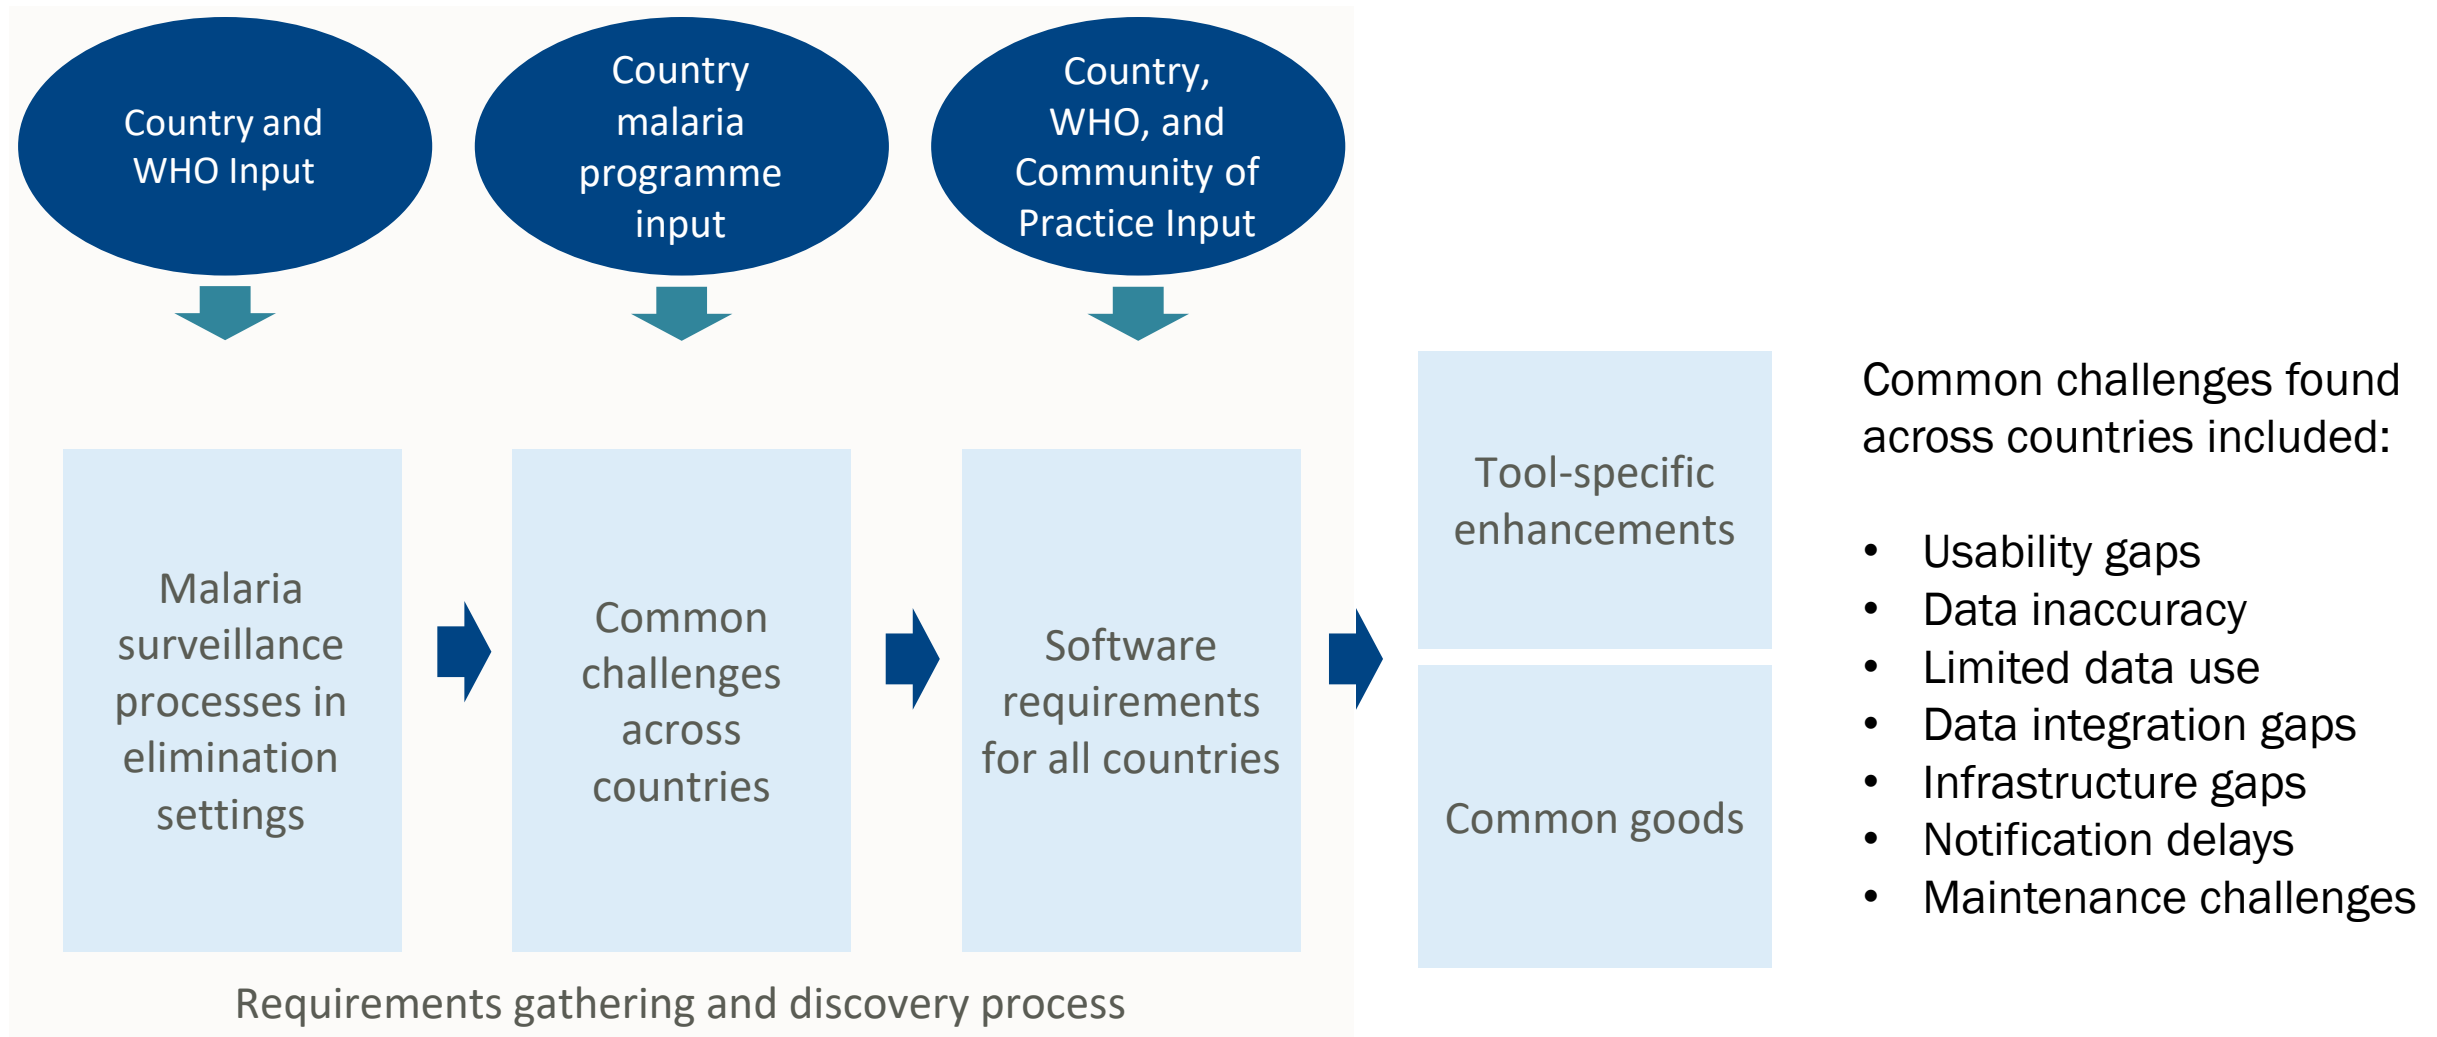 Country and
WHO Input
Country
malaria
programme
input
Country,
WHO, and
Community of
Practice Input
Malaria
surveillance
processes in
elimination
settings
Common
challenges
across
countries
Software
requirements
for all countries
Tool-specific
enhancements
Common goods
Requirements gathering and discovery process
Common challenges found
across countries included:
• Usability gaps
• Data inaccuracy
• Limited data use
• Data integration gaps
• Infrastructure gaps
• Notification delays
• Maintenance challenges